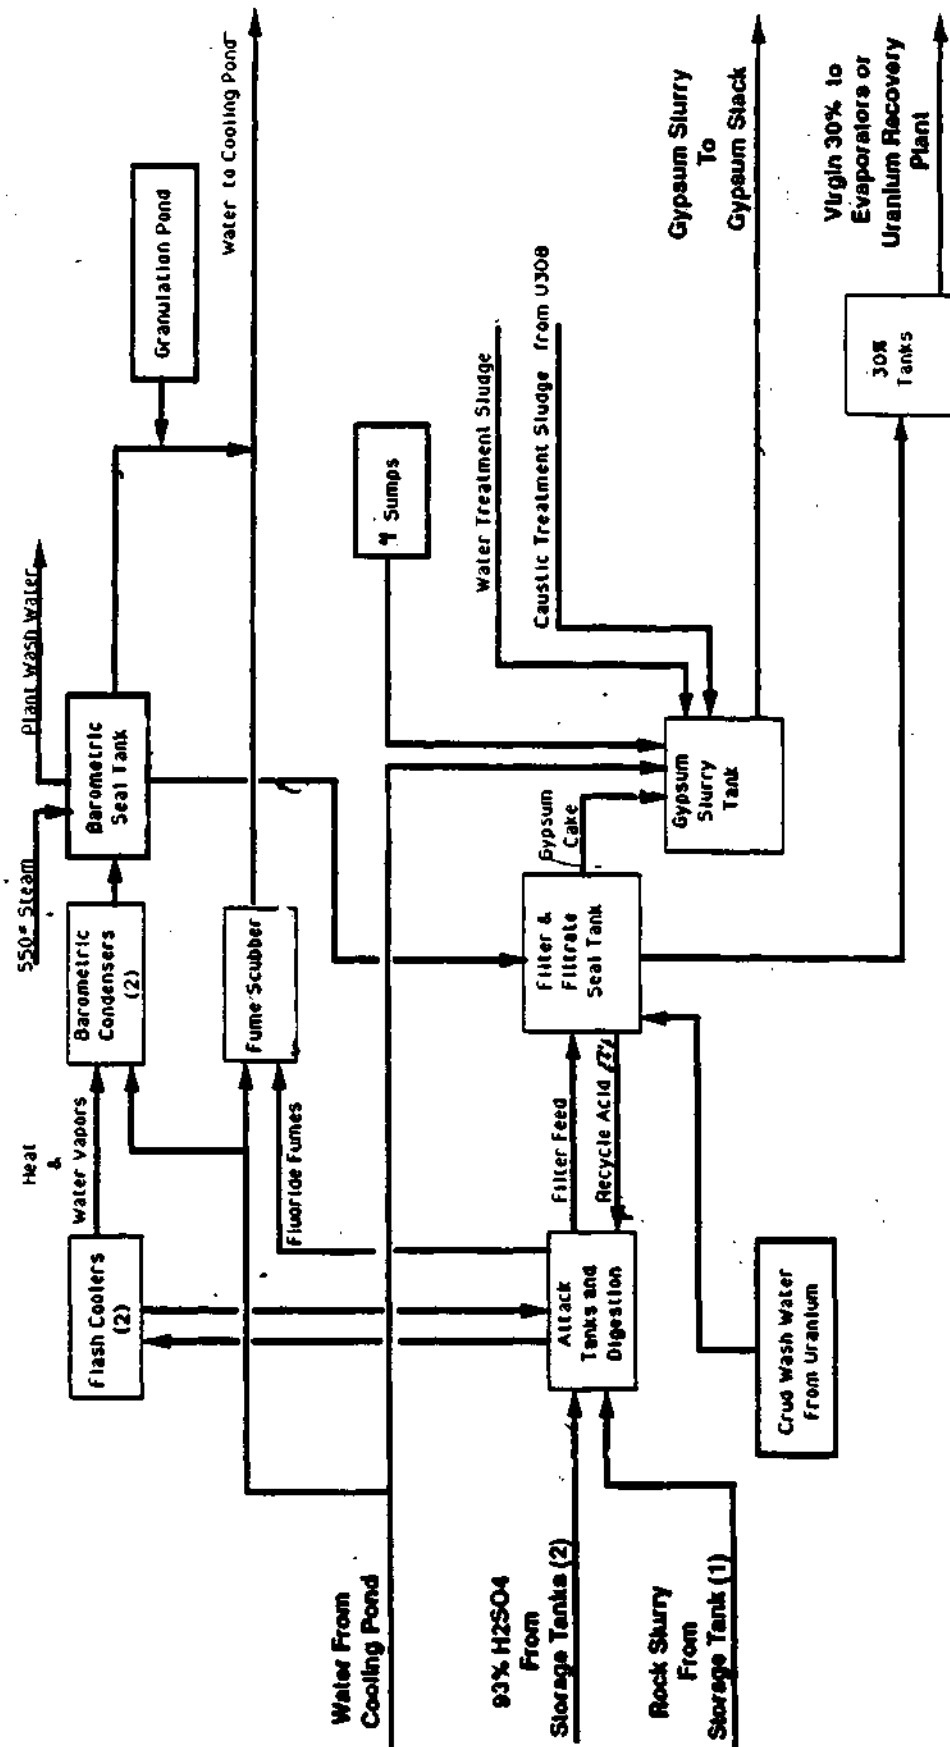 550# Steam
Plant Wash Water
Heat
&
Water Vapors
Flash Coolers
(2)
Barometric
Condensers
(2)
Barometric
Seal Tank
Granulation Pond
Water to Cooling Pond
Fume Scubber
Fluoride Fumes
Water From
Cooling Pond
Sumps
93% H2SO4
From
Storage Tanks (2)
Rock Slurry
From
Storage Tank (1)
Attack
Tanks and
Digestion
Filter Feed
Recycle Acid
Filter &
Filtrate
Seal Tank
Gypsum
Cake
Gypsum
Slurry
Tank
Water Treatment Sludge
Caustic Treatment Sludge from U308
Gypsum Slurry
To
Gypsum Stack
Crud Wash Water
From Uranium
30%
Tanks
Virgin 30% to
Evaporators or
Uranium Recovery
Plant